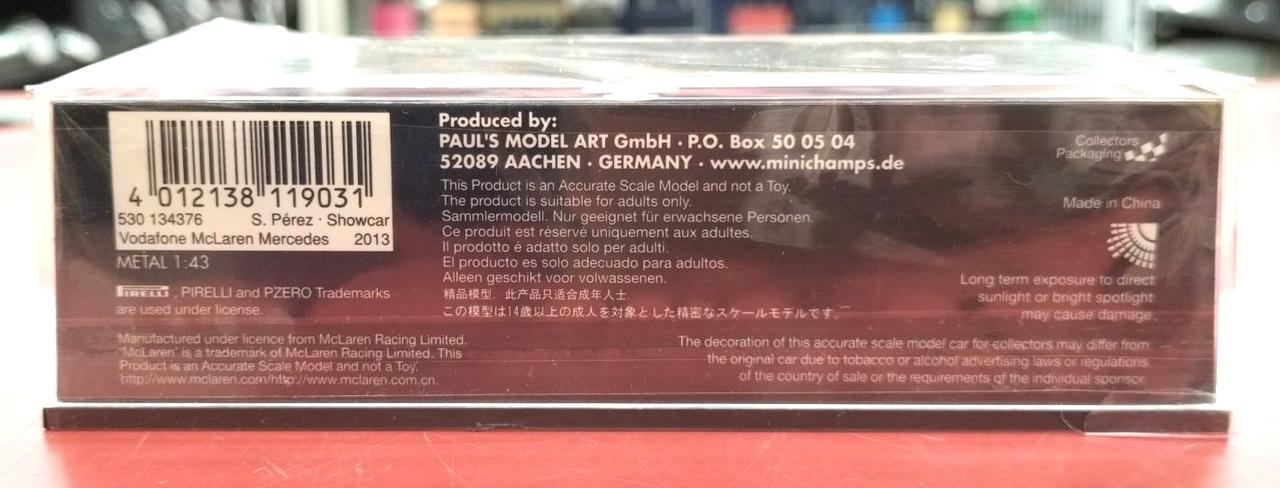 4 012138 119031
530 134376 S. Pérez · Showcar
Vodafone McLaren Mercedes 2013
METAL 1:43
PIRELLI , PIRELLI and PZERO Trademarks
are used under license.
Manufactured under licence from McLaren Racing Limited.
'McLaren' is a trademark of McLaren Racing Limited. This
Product is an Accurate Scale Model and not a Toy.
http://www.mclaren.com/http://www.mclaren.com.cn.
Produced by:
PAUL'S MODEL ART GmbH · P.O. Box 50 05 04
52089 AACHEN · GERMANY · www.minichamps.de
This Product is an Accurate Scale Model and not a Toy.
The product is suitable for adults only.
Sammlermodell. Nur geeignet für erwachsene Personen.
Ce produit est réservé uniquement aux adultes.
Il prodotto é adatto solo per adulti.
El producto es solo adecuado para adultos.
Alleen geschikt voor volwassenen.
精品模型. 此产品只适合成年人士.
この模型は14歳以上の成人を対象とした精密なスケールモデルです。
Collectors
Packaging
Made in China
Long term exposure to direct
sunlight or bright spotlight
may cause damage.
The decoration of this accurate scale model car for collectors may differ from
the original car due to tobacco or alcohol advertising laws or regulations
of the country of sale or the requirements of the individual sponsor.